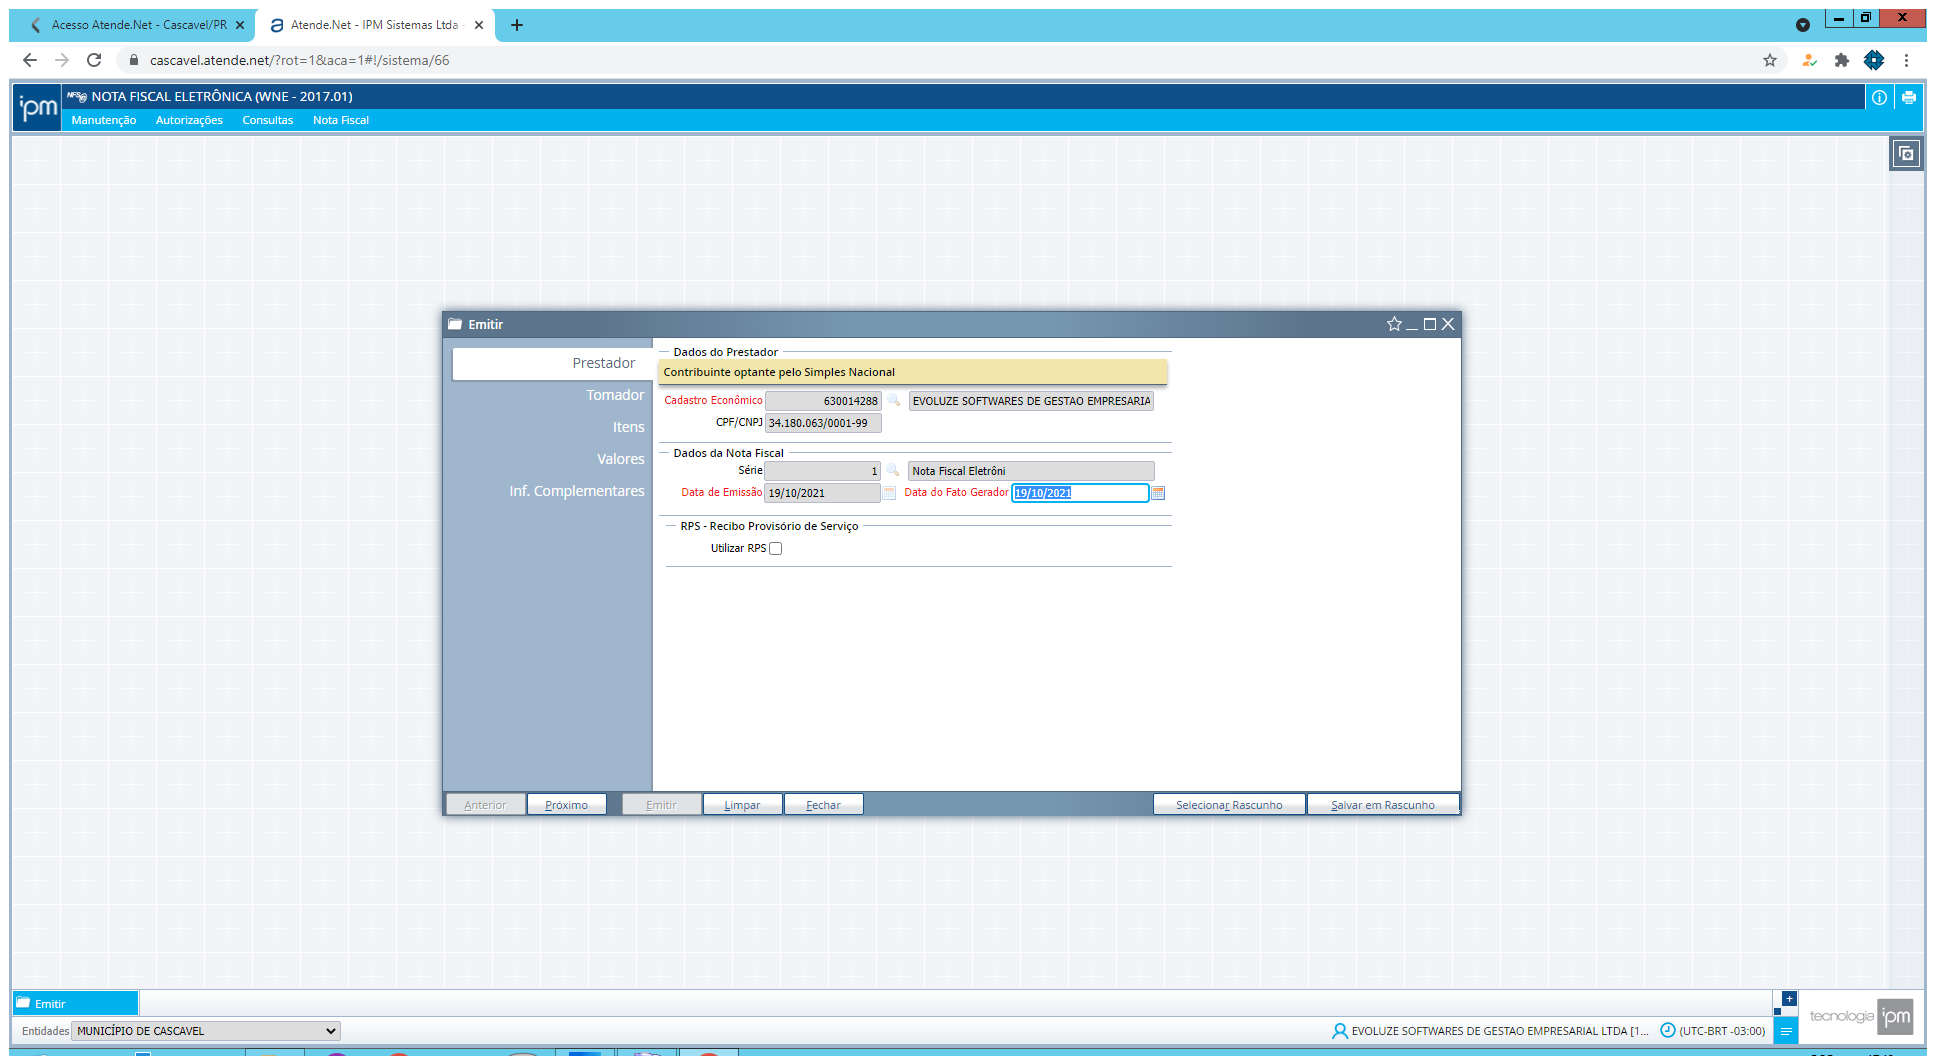 Acesso Atende.Net - Cascavel/PR
Atende.Net - IPM Sistemas Ltda
cascavel.atende.net/?rot=1&aca=1#!/sistema/66
ipm
NFS-e NOTA FISCAL ELETRÔNICA (WNE - 2017.01)
Manutenção Autorizações Consultas Nota Fiscal
Emitir
Prestador
Tomador
Itens
Valores
Inf. Complementares
Dados do Prestador
Contribuinte optante pelo Simples Nacional
Cadastro Econômico 630014288 EVOLUZE SOFTWARES DE GESTAO EMPRESARIA
CPF/CNPJ 34.180.063/0001-99
Dados da Nota Fiscal
Série 1 Nota Fiscal Eletrôni
Data de Emissão 19/10/2021 Data do Fato Gerador 19/10/2021
RPS - Recibo Provisório de Serviço
Utilizar RPS
Anterior Próximo Emitir Limpar Fechar Selecionar Rascunho Salvar em Rascunho
Emitir
Entidades MUNICÍPIO DE CASCAVEL
EVOLUZE SOFTWARES DE GESTAO EMPRESARIAL LTDA [1... (UTC-BRT -03:00)
tecnologia ipm